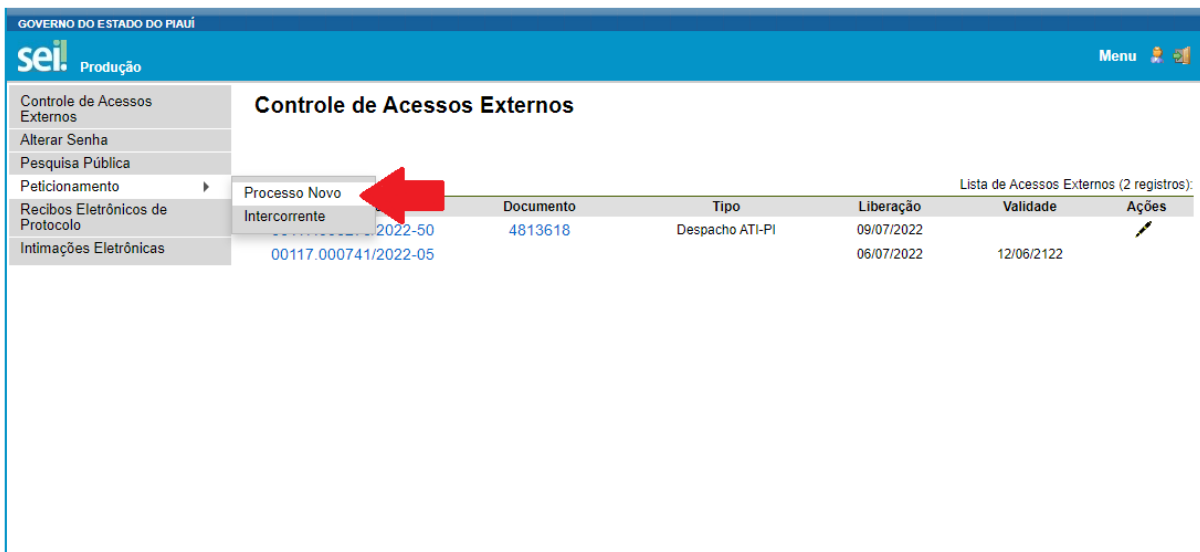 GOVERNO DO ESTADO DO PIAUÍ
sei!
Produção
Menu
Controle de Acessos
Externos
Alterar Senha
Pesquisa Pública
Peticionamento
Recibos Eletrônicos de
Protocolo
Intimações Eletrônicas
Processo Novo
Intercorrente
Controle de Acessos Externos
Lista de Acessos Externos (2 registros):
Documento Tipo Liberação Validade Ações
2022-50 4813618 Despacho ATI-PI 09/07/2022
00117.000741/2022-05 06/07/2022 12/06/2122